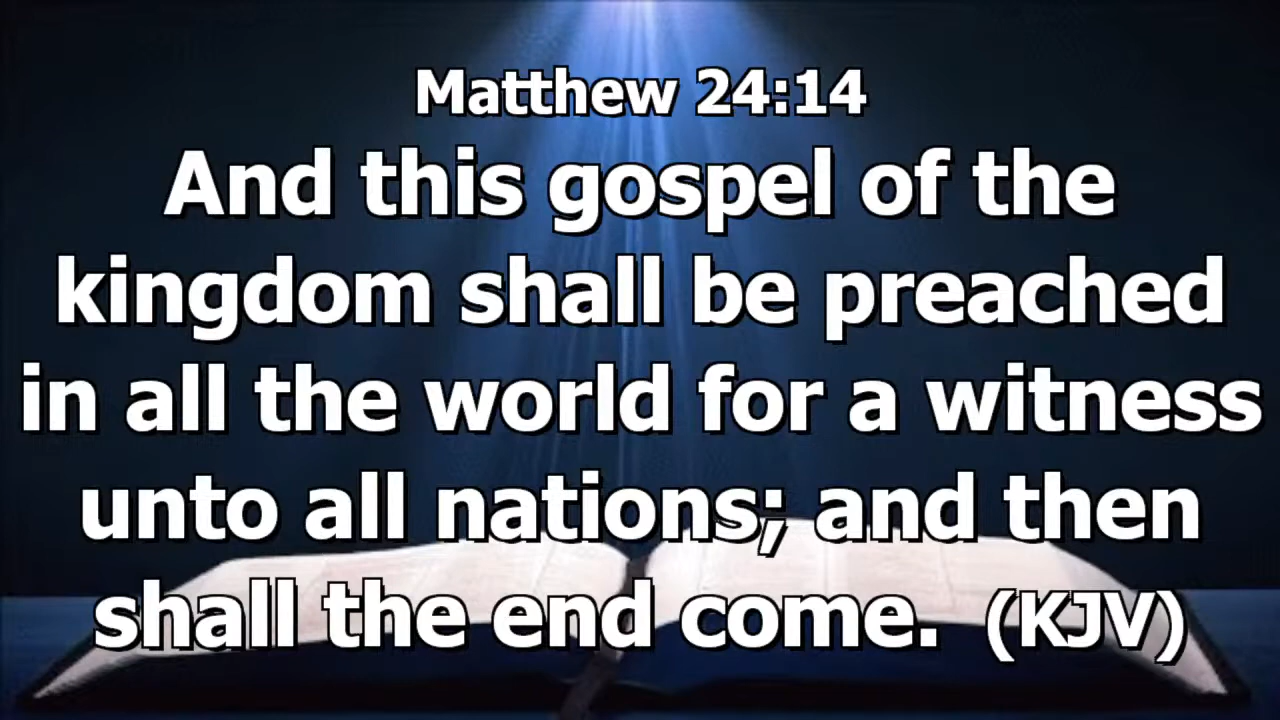 Matthew 24:14
And this gospel of the
kingdom shall be preached
in all the world for a witness
unto all nations; and then
shall the end come. (KJV)